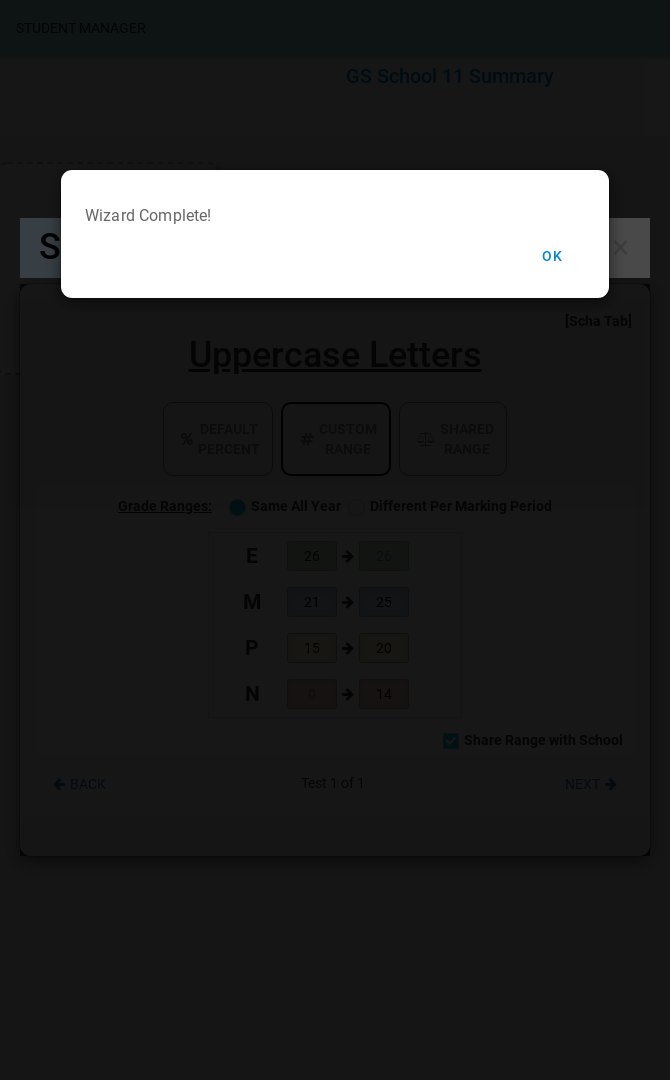 STUDENT MANAGER
GS School 11 Summary
Wizard Complete!
OK
S
[Scha Tab]
Uppercase Letters
% DEFAULT PERCENT
# CUSTOM RANGE
SHARED RANGE
Grade Ranges: Same All Year Different Per Marking Period
E 26 → 26
M 21 → 25
P 15 → 20
N 0 → 14
Share Range with School
← BACK Test 1 of 1 NEXT →